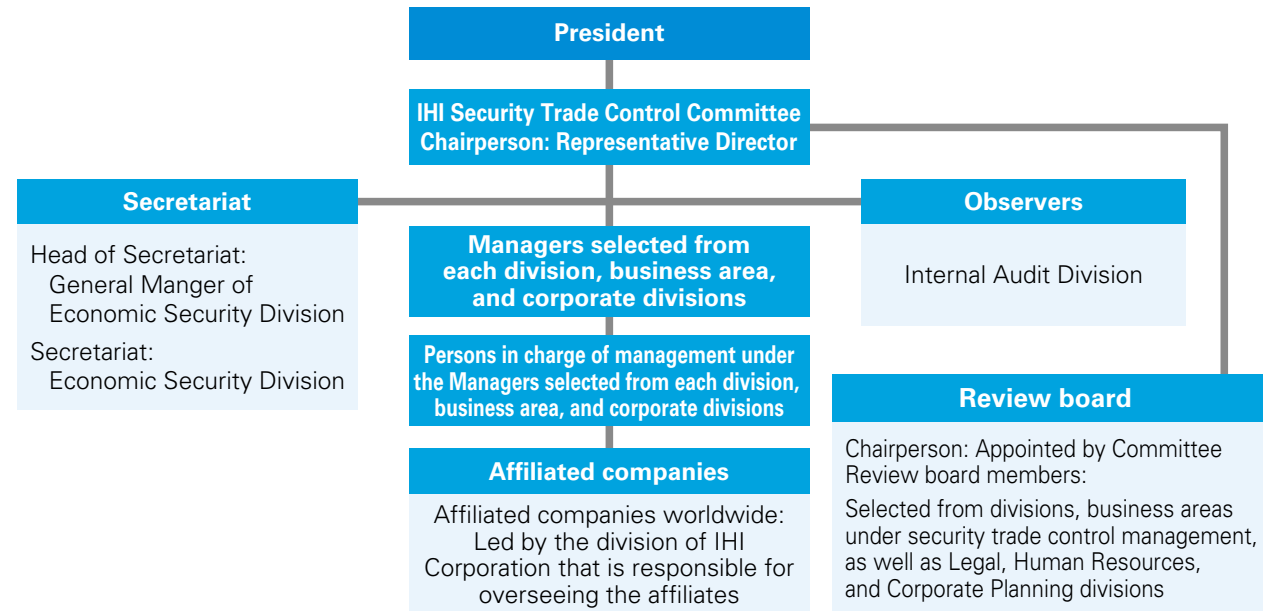 President
IHI Security Trade Control Committee
Chairperson: Representative Director
Secretariat
Head of Secretariat:
General Manger of
Economic Security Division
Secretariat:
Economic Security Division
Observers
Internal Audit Division
Managers selected from
each division, business area,
and corporate divisions
Persons in charge of management under
the Managers selected from each division,
business area, and corporate divisions
Affiliated companies
Affiliated companies worldwide:
Led by the division of IHI
Corporation that is responsible for
overseeing the affiliates
Review board
Chairperson: Appointed by Committee
Review board members:
Selected from divisions, business areas
under security trade control management,
as well as Legal, Human Resources,
and Corporate Planning divisions